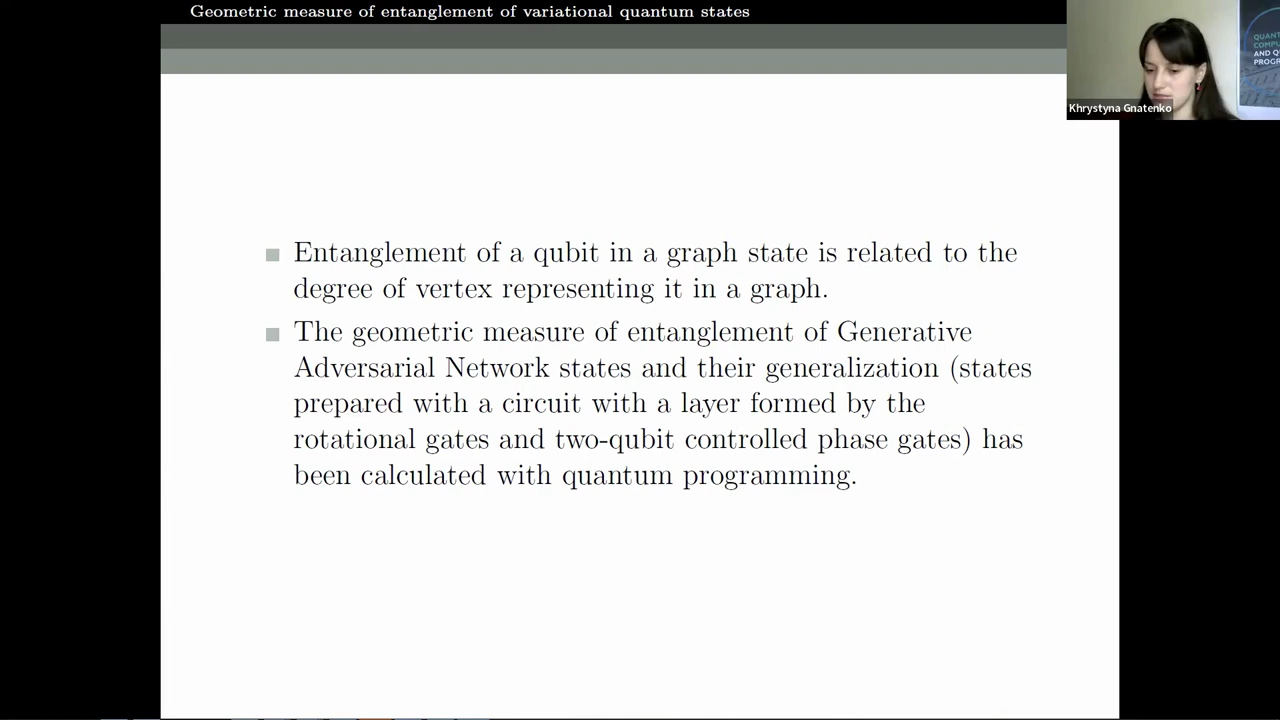 Geometric measure of entanglement of variational quantum states
Khrystyna Gnatenko
AND Q
Entanglement of a qubit in a graph state is related to the
degree of vertex representing it in a graph.
The geometric measure of entanglement of Generative
Adversarial Network states and their generalization (states
prepared with a circuit with a layer formed by the
rotational gates and two-qubit controlled phase gates) has
been calculated with quantum programming.